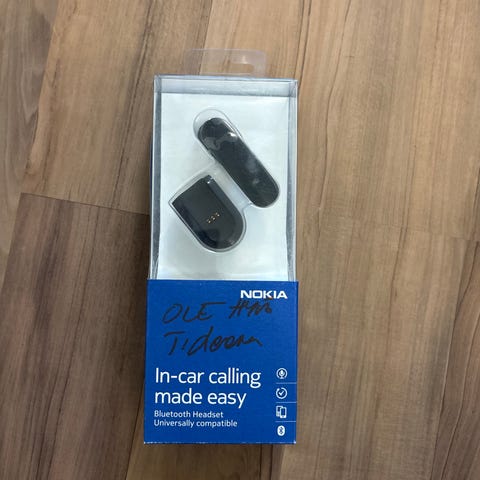 NOKIA
OLE
In-car calling
made easy
Bluetooth Headset
Universally compatible